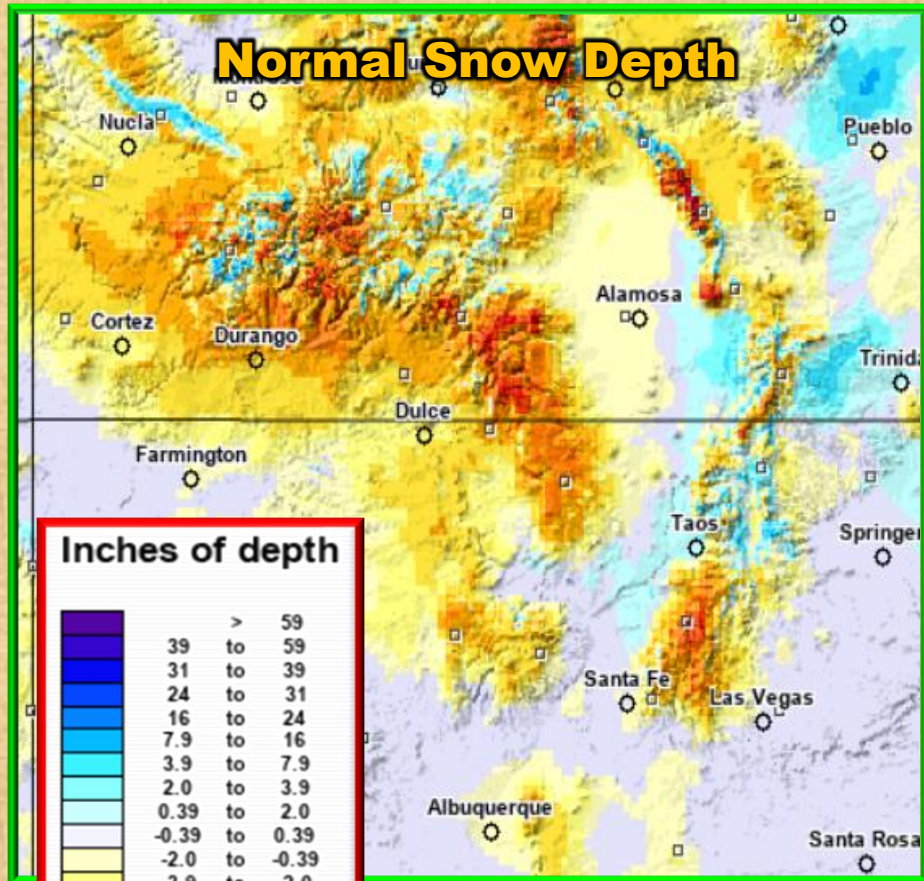 Normal Snow Depth
Nucla
Pueblo
Alamosa
Cortez
Durango
Trinid
Dulce
Farmington
Taos
Springer
Inches of depth
> 59
39 to 59
31 to 39
24 to 31
16 to 24
7.9 to 16
3.9 to 7.9
2.0 to 3.9
0.39 to 2.0
-0.39 to 0.39
-2.0 to -0.39
Santa Fe
Las Vegas
Albuquerque
Santa Rosa